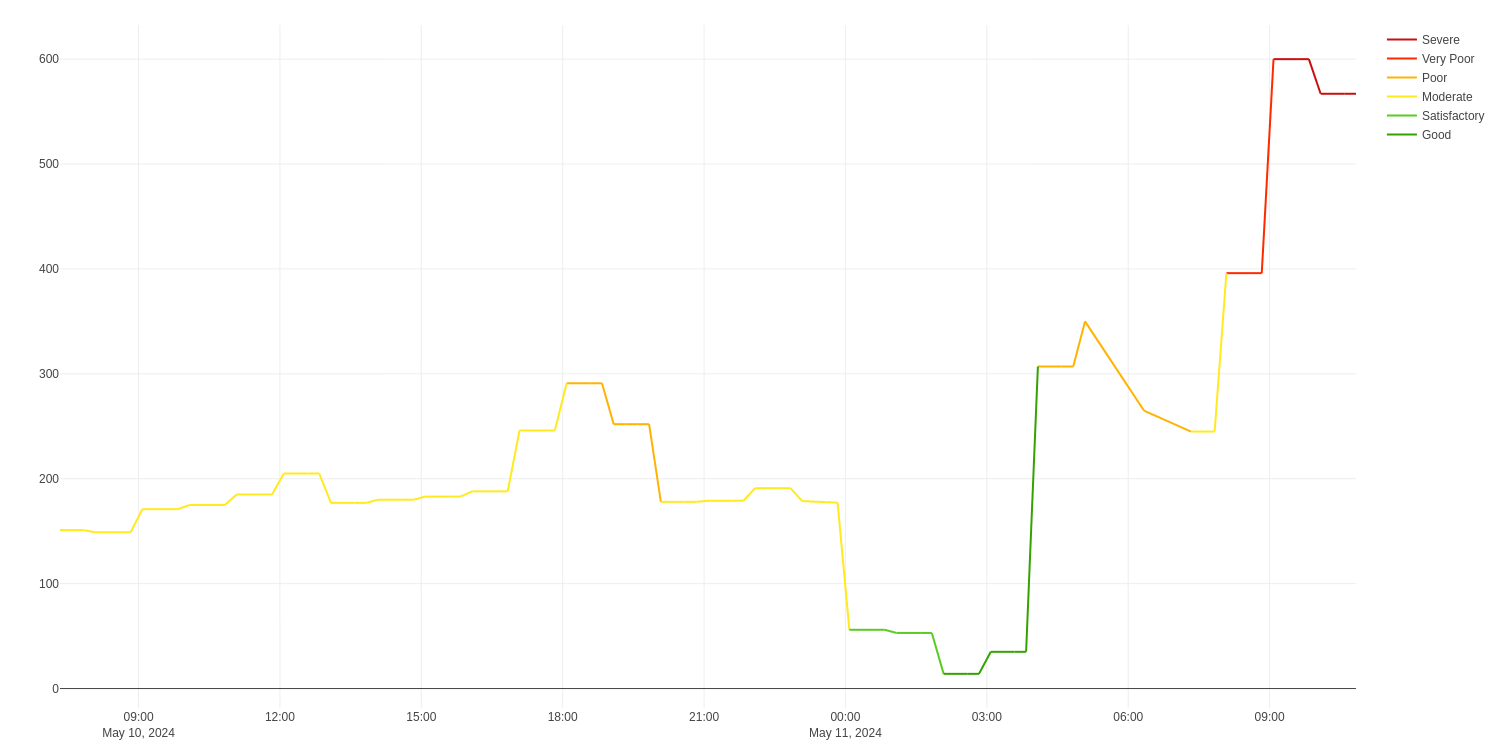 600
500
400
300
200
100
0
09:00
May 10, 2024
12:00
15:00
18:00
21:00
00:00
May 11, 2024
03:00
06:00
09:00
Severe
Very Poor
Poor
Moderate
Satisfactory
Good